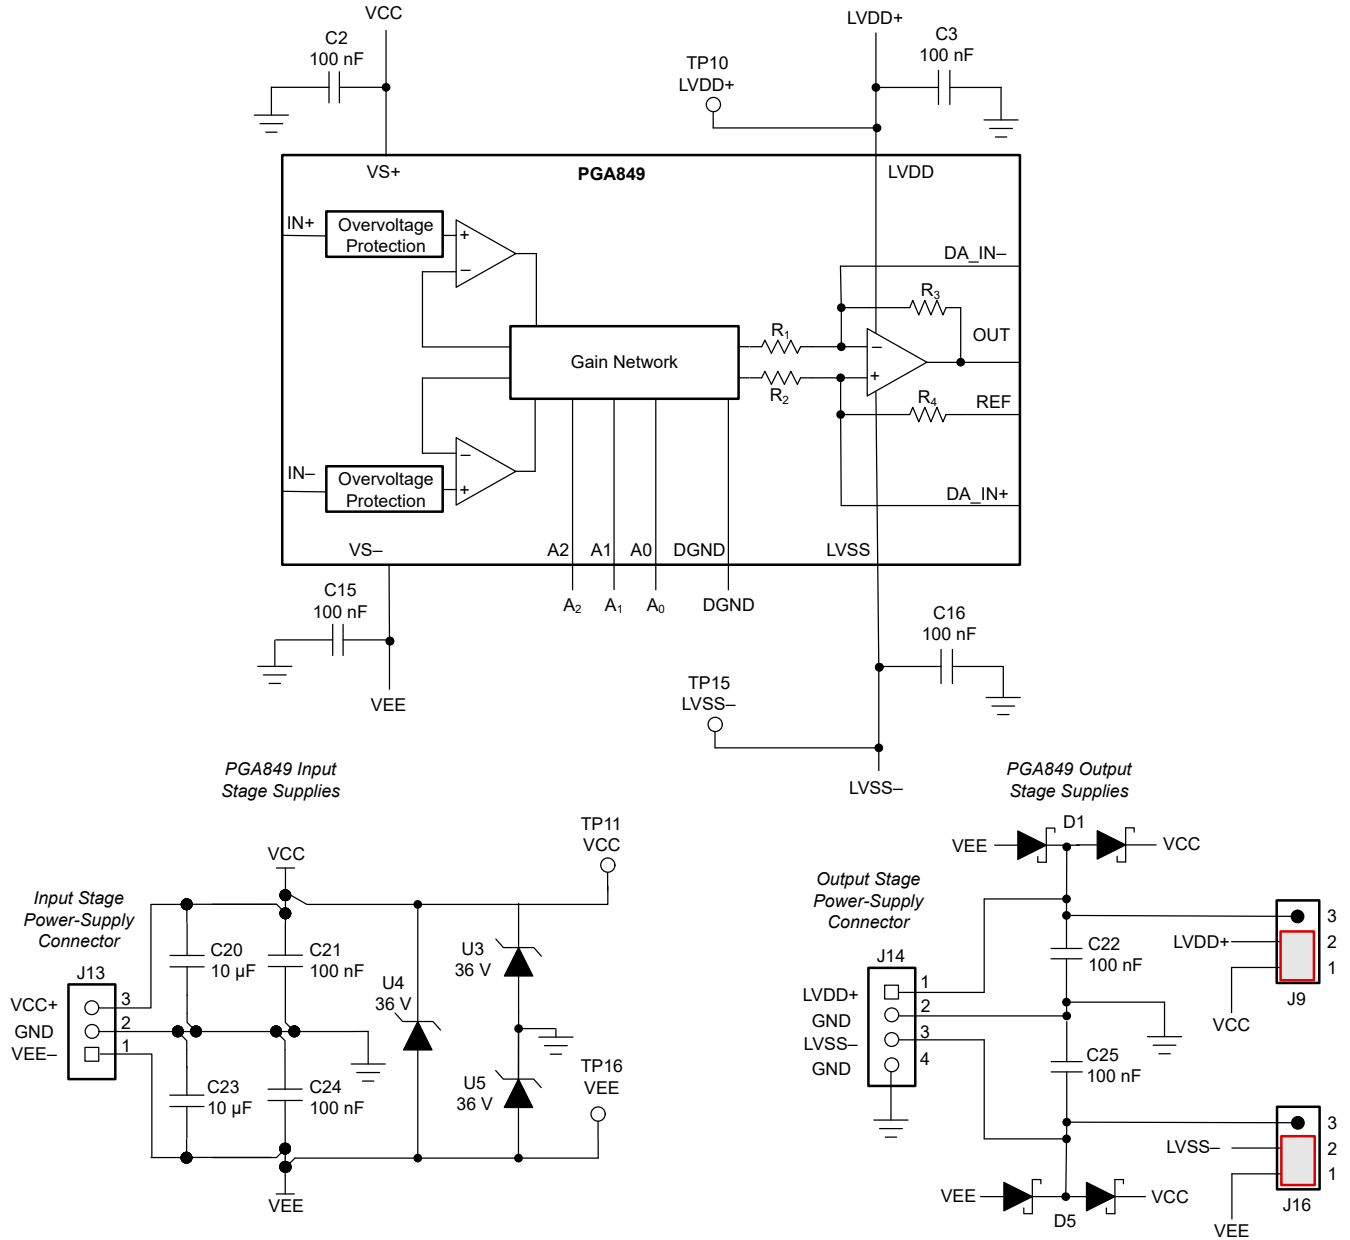 VCC
C2
100 nF
LVDD+
C3
100 nF
TP10
LVDD+
VS+
PGA849
LVDD
IN+
Overvoltage
Protection
+
−
DA_IN–
R3
R1
OUT
Gain Network
−
+
R2
R4
REF
−
+
IN–
Overvoltage
Protection
DA_IN+
VS–
A2
A1
A0
DGND
LVSS
C15
100 nF
A2
A1
A0
DGND
C16
100 nF
VEE
TP15
LVSS–
LVSS–
PGA849 Input
Stage Supplies
PGA849 Output
Stage Supplies
TP11
VCC
VCC
Input Stage
Power-Supply
Connector
J13
VCC+
GND
VEE–
3
2
1
C20
10 µF
C21
100 nF
C23
10 µF
C24
100 nF
U4
36 V
U3
36 V
U5
36 V
TP16
VEE
VEE
D1
VEE
VCC
Output Stage
Power-Supply
Connector
J14
LVDD+
GND
LVSS–
GND
1
2
3
4
C22
100 nF
C25
100 nF
LVDD+
VCC
3
2
1
J9
LVSS–
VEE
3
2
1
J16
VEE
VCC
D5